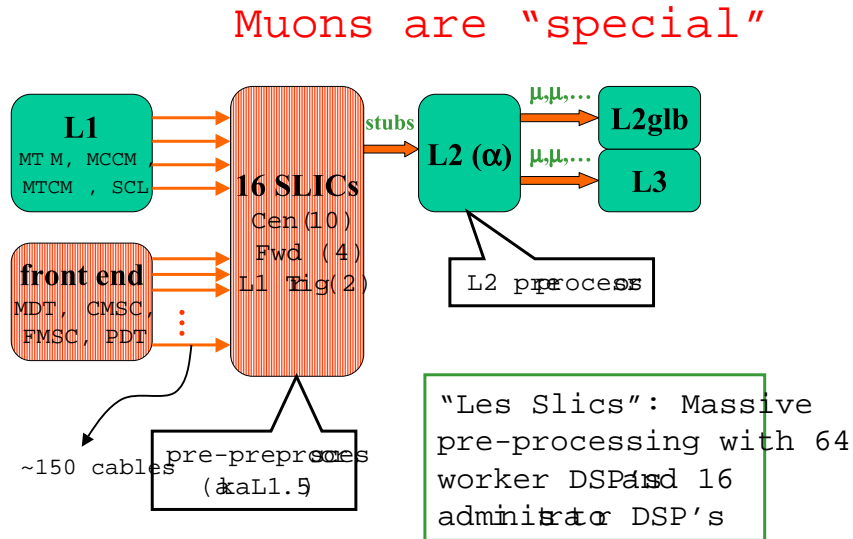 Muons are “special”
L1
MT M, MCCM ,
MTCM , SCL
front end
MDT, CMSC,
FMSC, PDT
~150 cables
16 SLICs
Cen(10)
Fwd (4)
L1 Trig(2)
pre-preprocessor
(aka L1.5)
stubs
L2 (α)
L2 preprocessor
μ,μ,…
μ,μ,…
L2glb
L3
“Les Slics”: Massive
pre-processing with 64
worker DSP’s and 16
administrator DSP’s